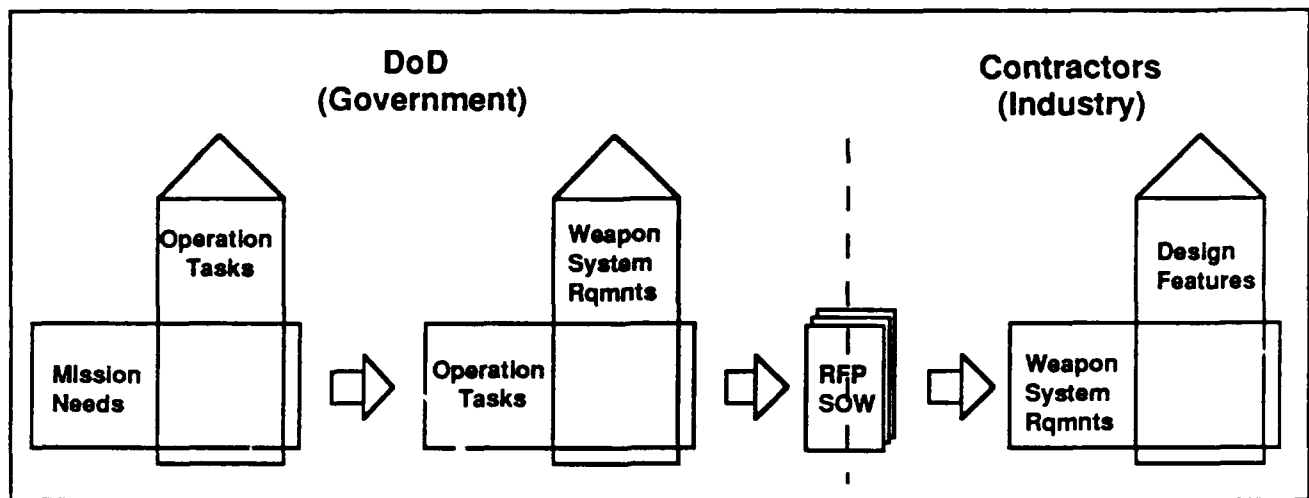 DoD
(Government)
Contractors
(Industry)
Operation
Tasks
Weapon
System
Rqmnts
Design
Features
Mission
Needs
Operation
Tasks
RFP
SOW
Weapon
System
Rqmnts